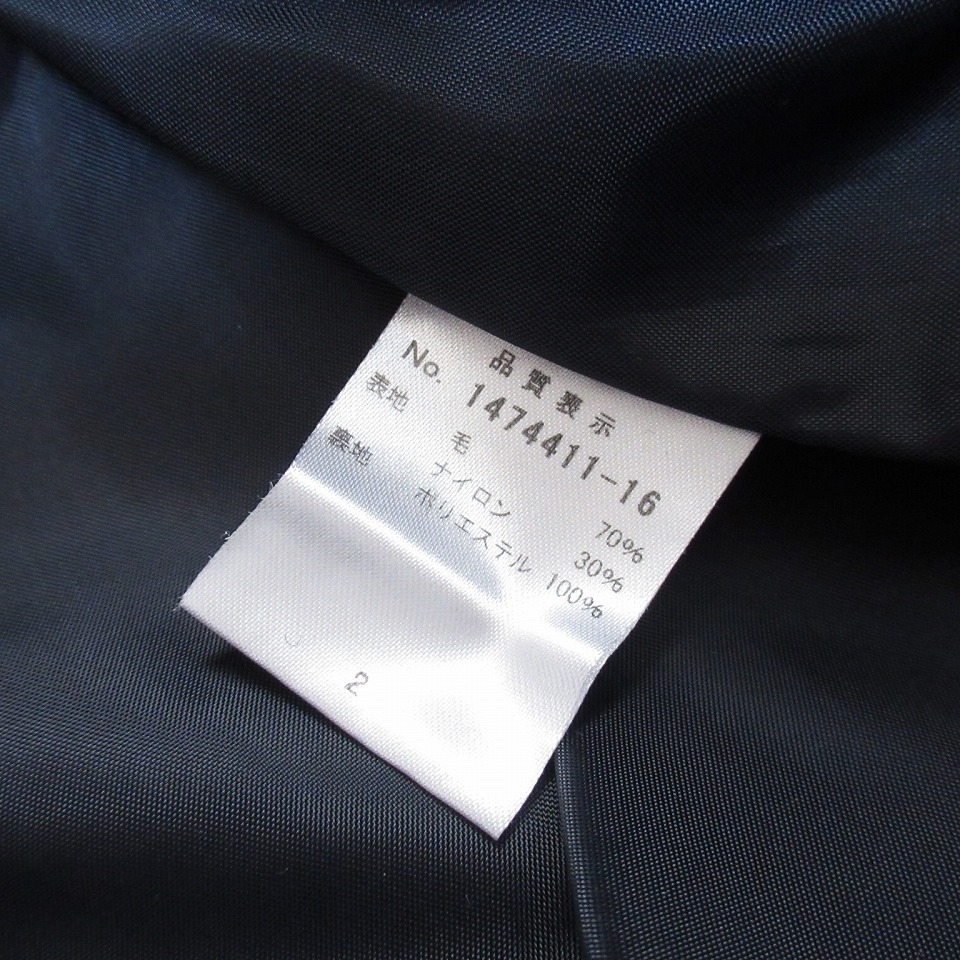 品質表示
No. 1474411-16
表地 毛 70%
ナイロン 30%
裏地 ポリエステル 100%
2